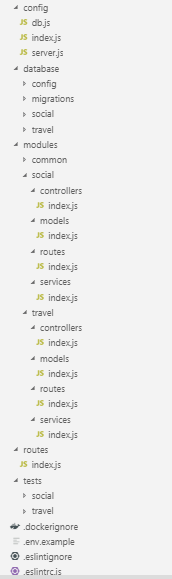 config
JS db.js
JS index.js
JS server.js
database
config
migrations
social
travel
modules
common
social
controllers
JS index.js
models
JS index.js
routes
JS index.js
services
JS index.js
travel
controllers
JS index.js
models
JS index.js
routes
JS index.js
services
JS index.js
routes
JS index.js
tests
social
travel
.dockerignore
.env.example
.eslintignore
.eslintrc.js